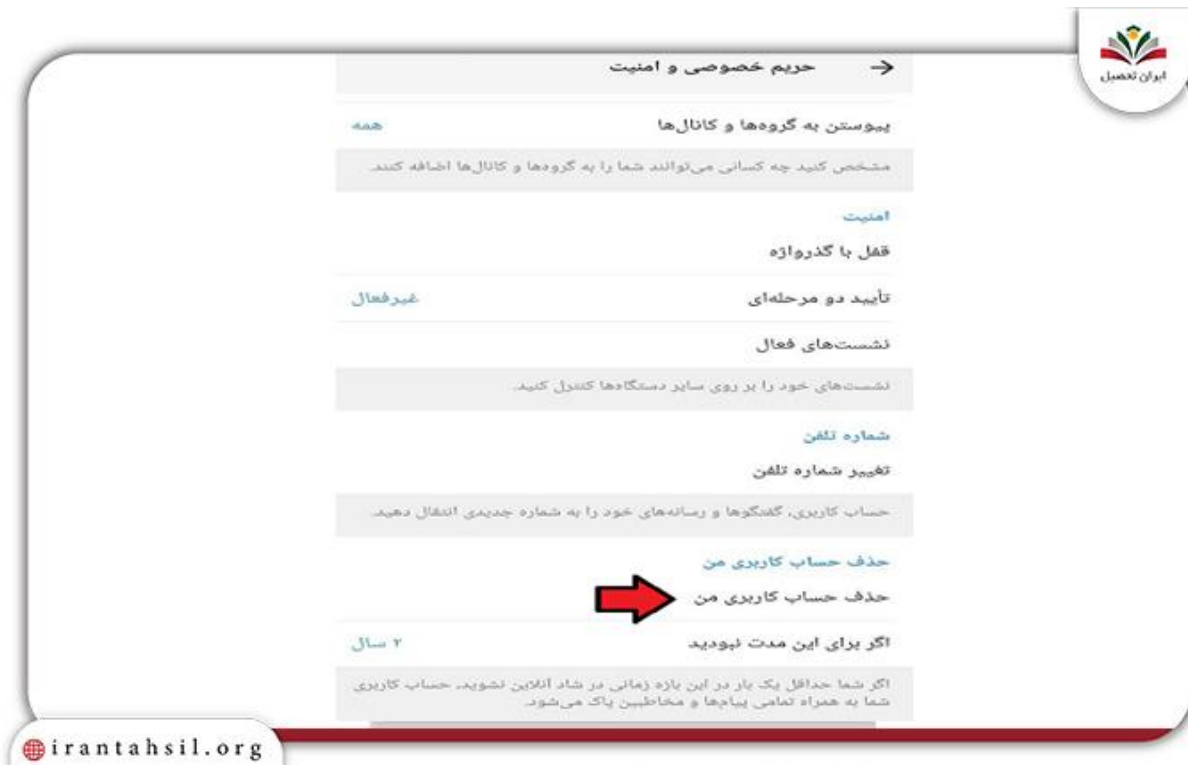 ایران تحصیل
حریم خصوصی و امنیت
پیوستن به گروه‌ها و کانال‌ها همه
مشخص کنید چه کسانی می‌توانند شما را به گروه‌ها و کانال‌ها اضافه کنند.
امنیت
قفل با گذرواژه
تأیید دو مرحله‌ای غیرفعال
نشست‌های فعال
نشست‌های خود را بر روی سایر دستگاه‌ها کنترل کنید.
شماره تلفن
تغییر شماره تلفن
حساب کاربری، گفتگوها و رسانه‌های خود را به شماره جدیدی انتقال دهید.
حذف حساب کاربری من
حذف حساب کاربری من
اگر برای این مدت نبودید ۲ سال
اگر شما حداقل یک بار در این بازه زمانی در شاد آنلاین نشوید، حساب کاربری
شما به همراه تمامی پیام‌ها و مخاطبین پاک می‌شود.
irantahsil.org